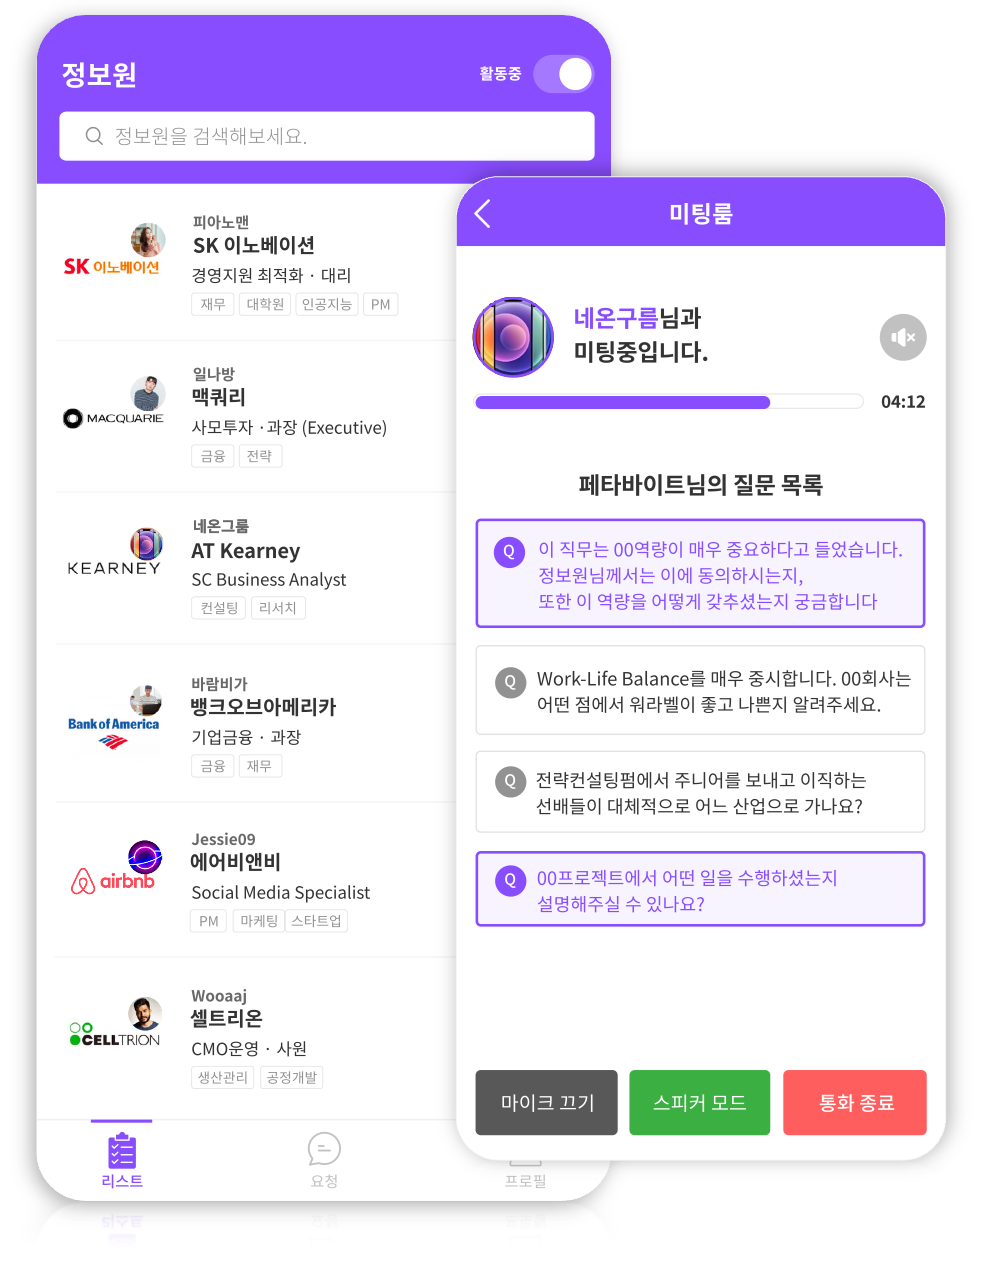 정보원
활동중
정보원을 검색해보세요.
피아노맨
SK 이노베이션
SK 이노베이션
경영지원 최적화 · 대리
재무 대학원 인공지능 PM
일나방
MACQUARIE
맥쿼리
사모투자 · 과장 (Executive)
금융 전략
네온그룸
KEARNEY
AT Kearney
SC Business Analyst
컨설팅 리서치
바람비가
Bank of America
뱅크오브아메리카
기업금융 · 과장
금융 재무
Jessie09
airbnb
에어비앤비
Social Media Specialist
PM 마케팅 스타트업
Wooaaj
CELLTRION
셀트리온
CMO운영 · 사원
생산관리 공정개발
리스트
요청
프로필
미팅룸
네온구름님과
미팅중입니다.
04:12
페타바이트님의 질문 목록
Q 이 직무는 00역량이 매우 중요하다고 들었습니다.
정보원님께서는 이에 동의하시는지,
또한 이 역량을 어떻게 갖추셨는지 궁금합니다
Q Work-Life Balance를 매우 중시합니다. 00회사는
어떤 점에서 워라벨이 좋고 나쁜지 알려주세요.
Q 전략컨설팅펌에서 주니어를 보내고 이직하는
선배들이 대체적으로 어느 산업으로 가나요?
Q 00프로젝트에서 어떤 일을 수행하셨는지
설명해주실 수 있나요?
마이크 끄기
스피커 모드
통화 종료